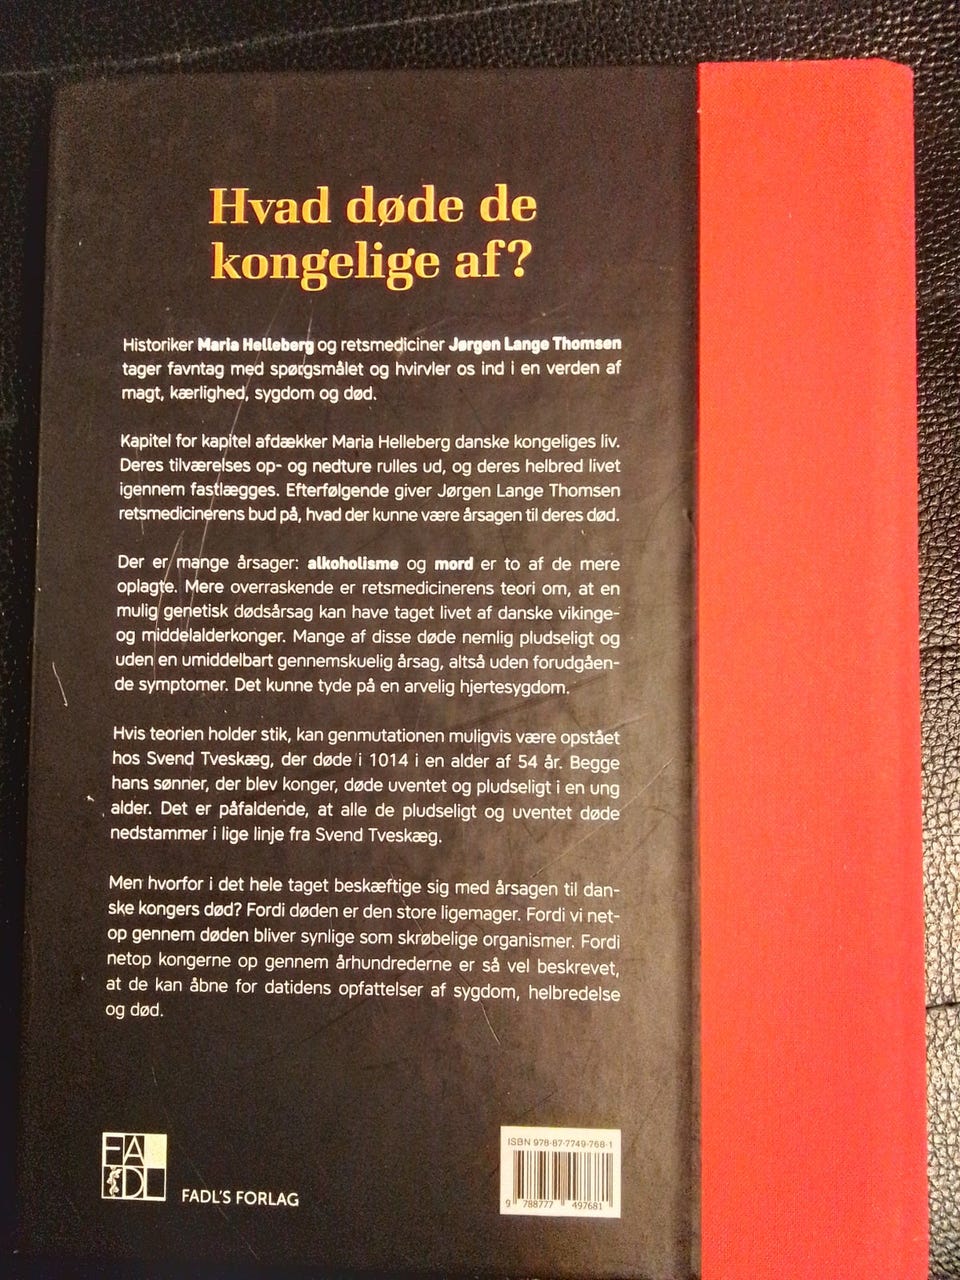 Hvad døde de
kongelige af?
Historiker Maria Helleberg og retsmediciner Jørgen Lange Thomsen
tager favntag med spørgsmålet og hvirvler os ind i en verden af
magt, kærlighed, sygdom og død.
Kapitel for kapitel afdækker Maria Helleberg danske kongeliges liv.
Deres tilværelses op- og nedture rulles ud, og deres helbred livet
igennem fastlægges. Efterfølgende giver Jørgen Lange Thomsen
retsmedicinerens bud på, hvad der kunne være årsagen til deres død.
Der er mange årsager: alkoholisme og mord er to af de mere
oplagte. Mere overraskende er retsmedicinerens teori om, at en
mulig genetisk dødsårsag kan have taget livet af danske vikinge-
og middelalderkonger. Mange af disse døde nemlig pludseligt og
uden en umiddelbart gennemskuelig årsag, altså uden forudgåen-
de symptomer. Det kunne tyde på en arvelig hjertesygdom.
Hvis teorien holder stik, kan genmutationen muligvis være opstået
hos Svend Tveskæg, der døde i 1014 i en alder af 54 år. Begge
hans sønner, der blev konger, døde uventet og pludseligt i en ung
alder. Det er påfaldende, at alle de pludseligt og uventet døde
nedstammer i lige linje fra Svend Tveskæg.
Men hvorfor i det hele taget beskæftige sig med årsagen til dan-
ske kongers død? Fordi døden er den store ligemager. Fordi vi net-
op gennem døden bliver synlige som skrøbelige organismer. Fordi
netop kongerne op gennem århundrederne er så vel beskrevet,
at de kan åbne for datidens opfattelser af sygdom, helbredelse
og død.
FA
DL
FADL'S FORLAG
ISBN 978-87-7749-768-1
9 788777 497681